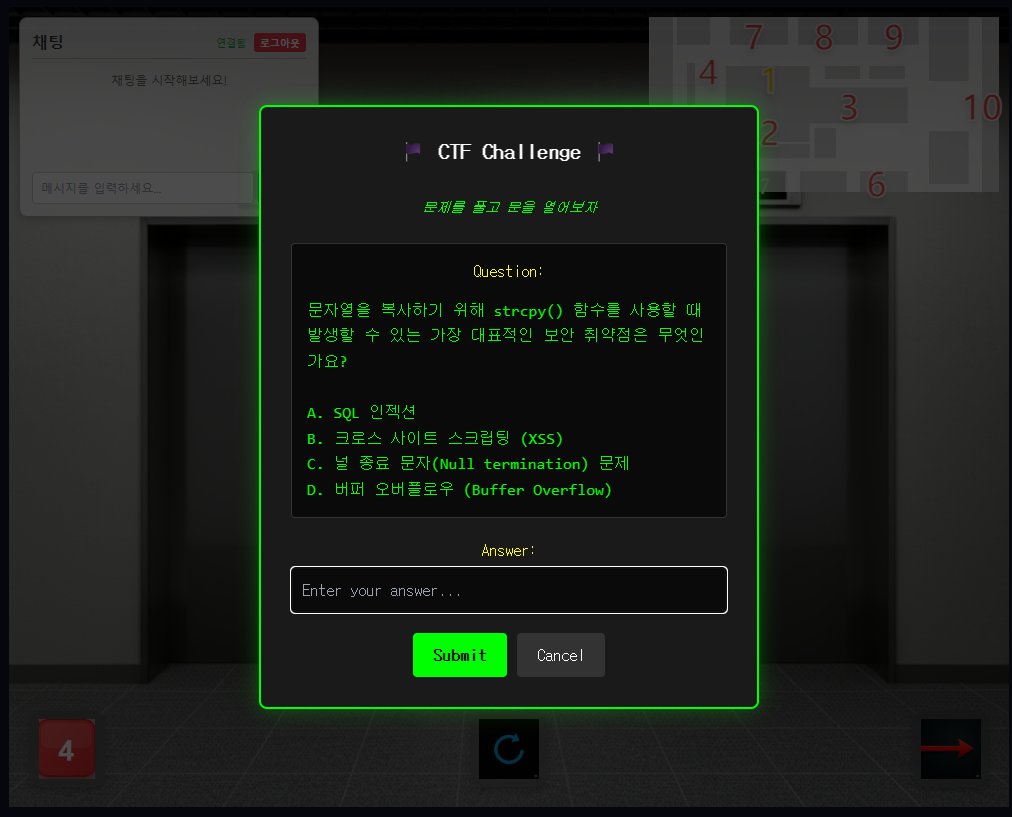 채팅
연결됨
로그아웃
채팅을 시작해보세요!
메시지를 입력하세요...
7 8 9
4 1
3 10
2
6
7
CTF Challenge
문제를 풀고 문을 열어보자
Question:
문자열을 복사하기 위해 strcpy() 함수를 사용할 때
발생할 수 있는 가장 대표적인 보안 취약점은 무엇인
가요?
A. SQL 인젝션
B. 크로스 사이트 스크립팅 (XSS)
C. 널 종료 문자(Null termination) 문제
D. 버퍼 오버플로우 (Buffer Overflow)
Answer:
Enter your answer...
Submit
Cancel
4